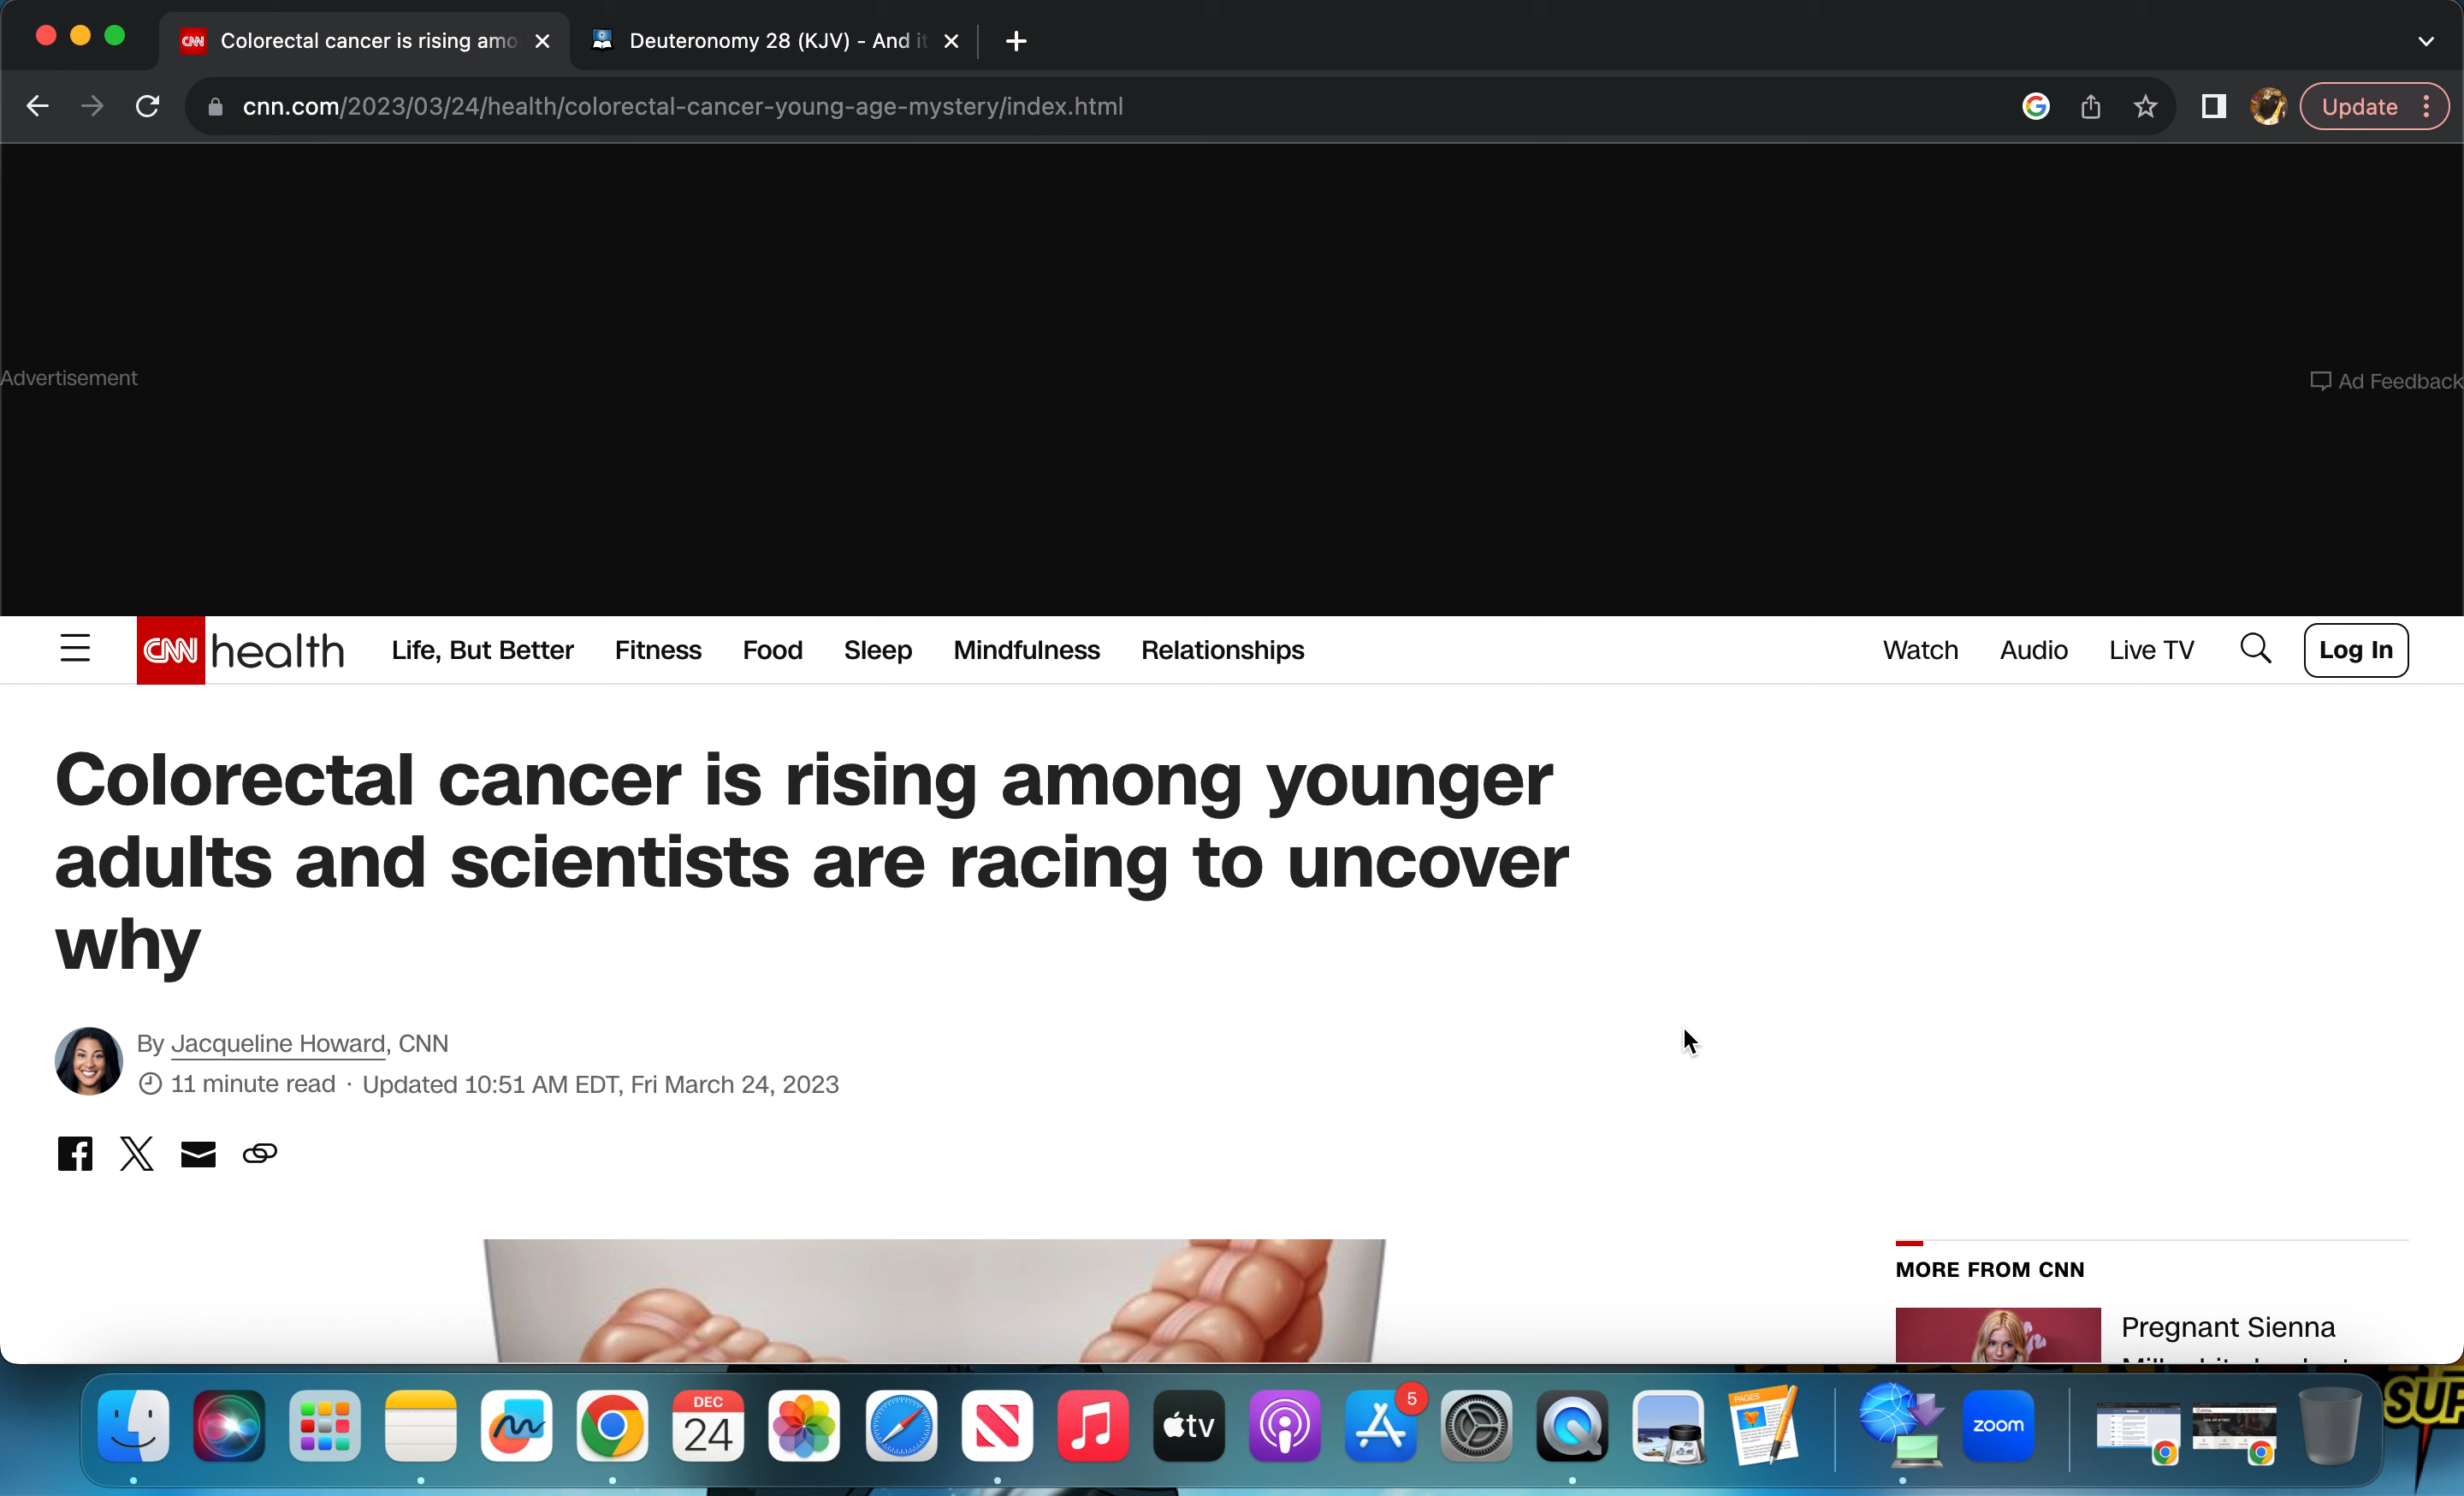 CNN Colorectal cancer is rising amo
Deuteronomy 28 (KJV) - And it
cnn.com/2023/03/24/health/colorectal-cancer-young-age-mystery/index.html
Update
Advertisement
Ad Feedback
CNN health Life, But Better Fitness Food Sleep Mindfulness Relationships Watch Audio Live TV Log In
Colorectal cancer is rising among younger
adults and scientists are racing to uncover
why
By Jacqueline Howard, CNN
11 minute read · Updated 10:51 AM EDT, Fri March 24, 2023
MORE FROM CNN
Pregnant Sienna
DEC
24
tv
5
PAGES
zoom
SUP